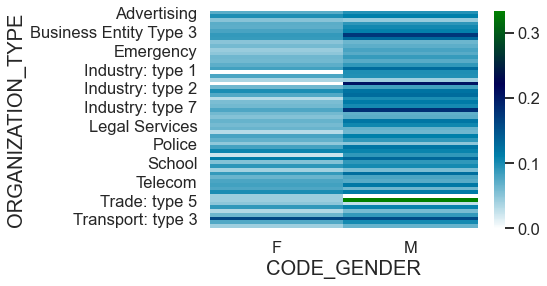 ORGANIZATION_TYPE
Advertising
Business Entity Type 3
Emergency
Industry: type 1
Industry: type 2
Industry: type 7
Legal Services
Police
School
Telecom
Trade: type 5
Transport: type 3
F M
CODE_GENDER
0.3
0.2
0.1
0.0